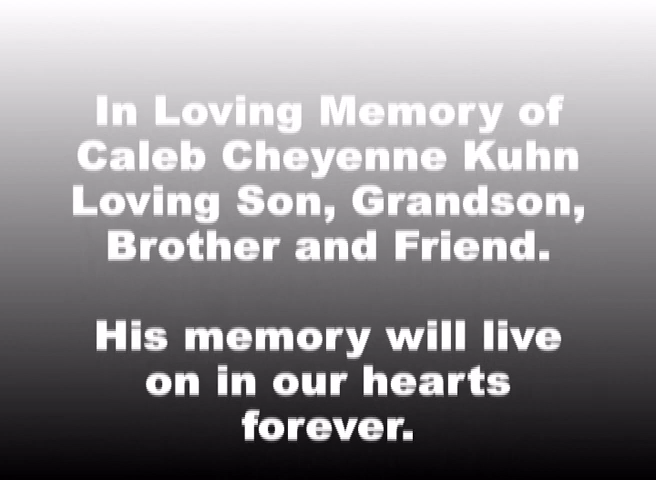 In Loving Memory of
Caleb Cheyenne Kuhn
Loving Son, Grandson,
Brother and Friend.
His memory will live
on in our hearts
forever.